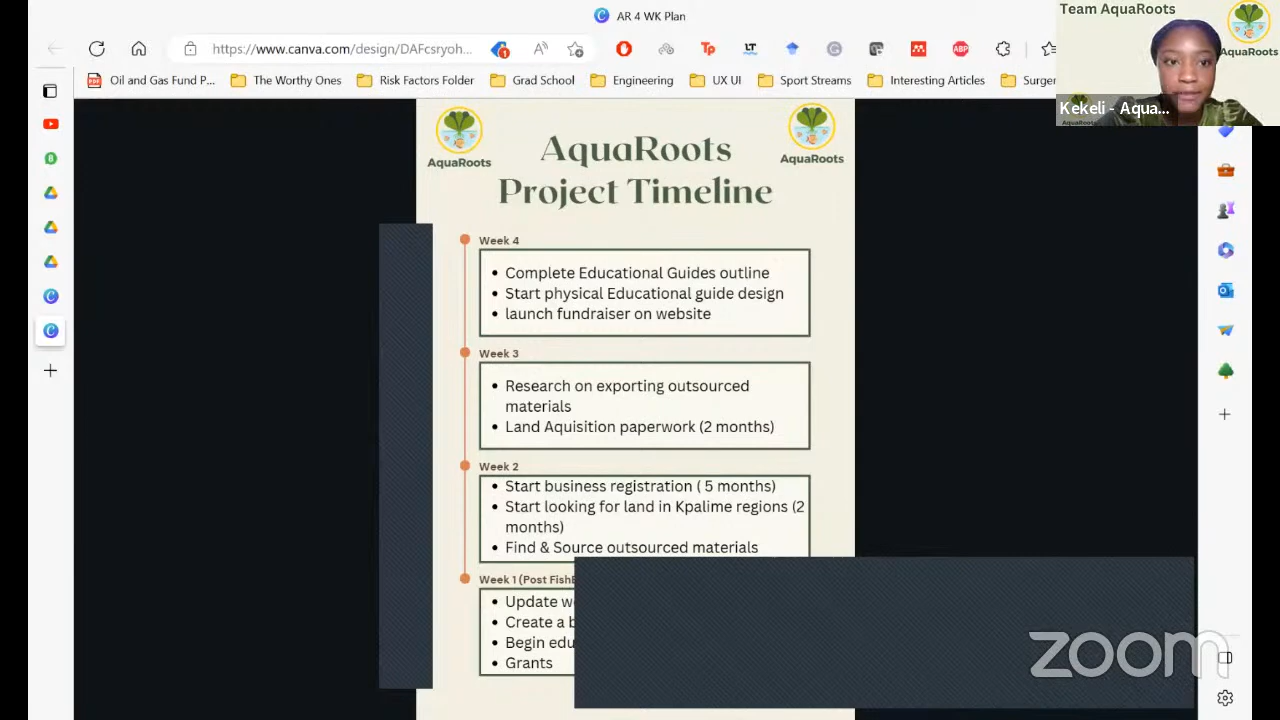 AR 4 WK Plan
https://www.canva.com/design/DAFcsryoh...
Oil and Gas Fund P...
The Worthy Ones
Risk Factors Folder
Grad School
Engineering
UX UI
Sport Streams
Interesting Articles
Surger
Team AquaRoots
AquaRoots
Kekeli - Aqua...
AquaRoots
AquaRoots
AquaRoots
Project Timeline
Week 4
• Complete Educational Guides outline
• Start physical Educational guide design
• launch fundraiser on website
Week 3
• Research on exporting outsourced
materials
• Land Aquisition paperwork (2 months)
Week 2
• Start business registration ( 5 months)
• Start looking for land in Kpalime regions (2
months)
• Find & Source outsourced materials
Week 1 (Post
• Update
• Create a
• Begin
• Grants
zoom